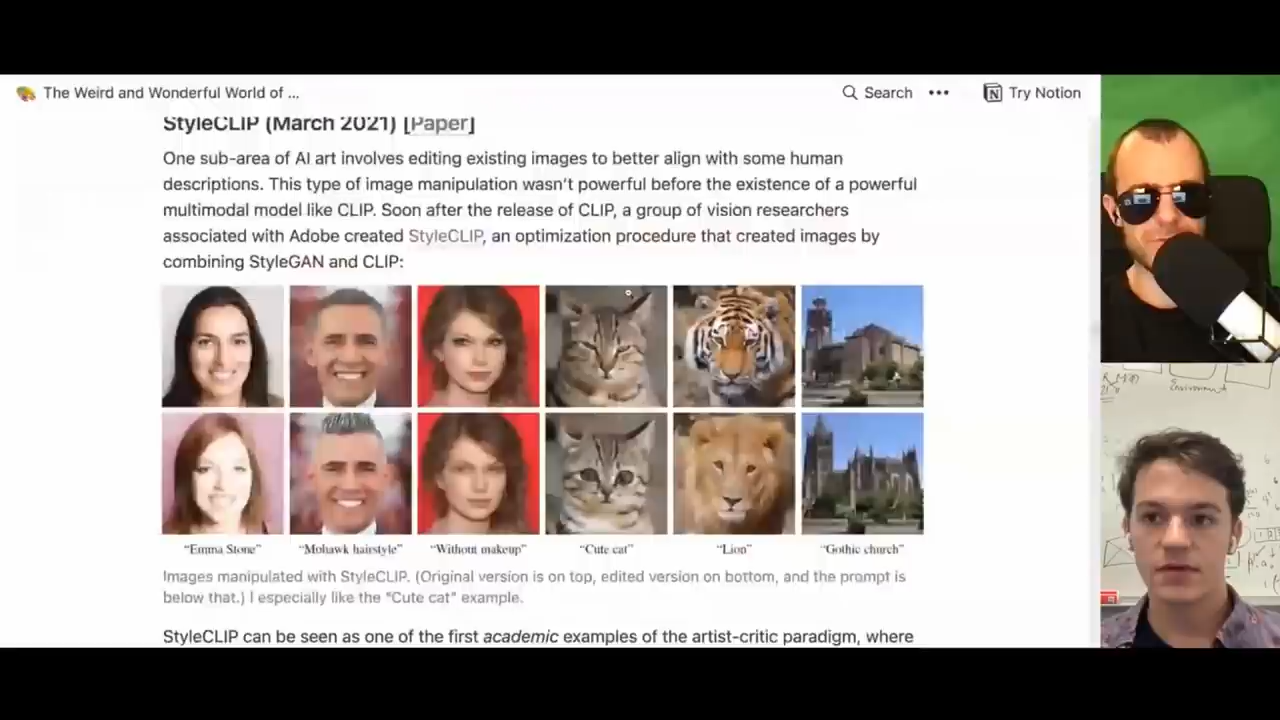 The Weird and Wonderful World of ...
Search
•••
Try Notion
StyleCLIP (March 2021) [Paper]
One sub-area of AI art involves editing existing images to better align with some human
descriptions. This type of image manipulation wasn't powerful before the existence of a powerful
multimodal model like CLIP. Soon after the release of CLIP, a group of vision researchers
associated with Adobe created StyleCLIP, an optimization procedure that created images by
combining StyleGAN and CLIP:
“Emma Stone” “Mohawk hairstyle” “Without makeup” “Cute cat” “Lion” “Gothic church”
Images manipulated with StyleCLIP. (Original version is on top, edited version on bottom, and the prompt is
below that.) I especially like the "Cute cat" example.
StyleCLIP can be seen as one of the first academic examples of the artist-critic paradigm, where
Environment